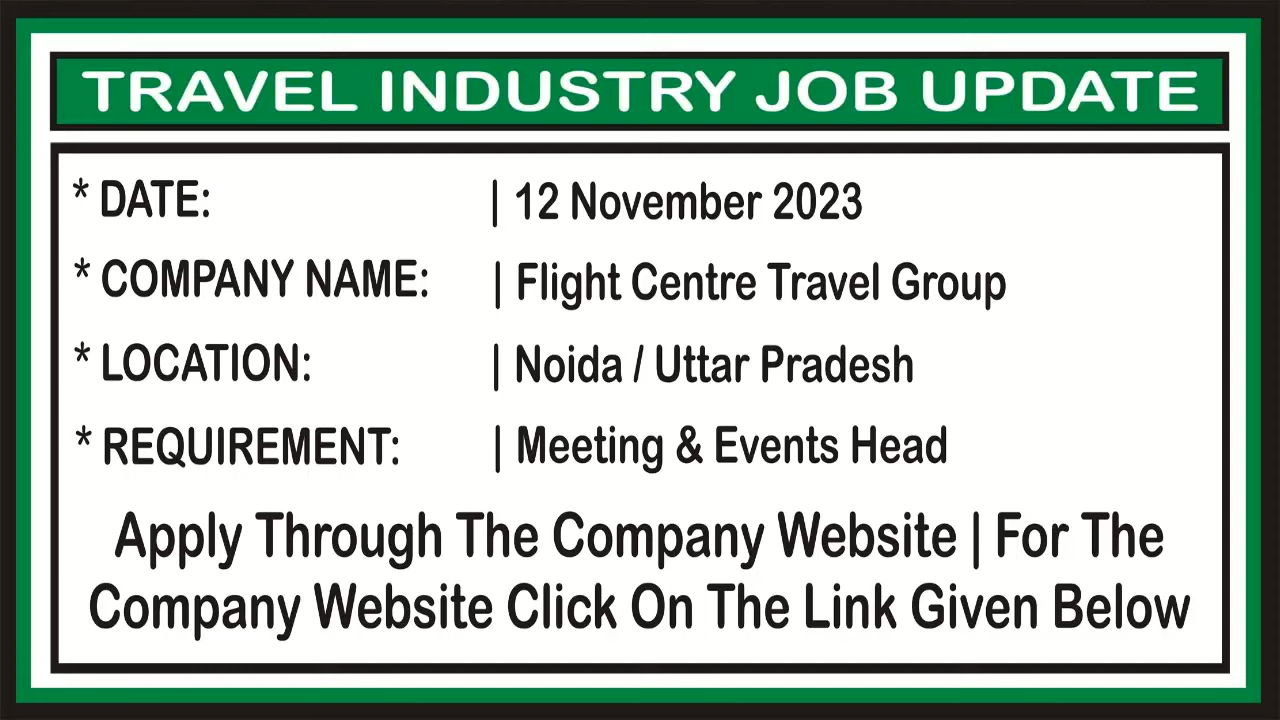 TRAVEL INDUSTRY JOB UPDATE
* DATE: | 12 November 2023
* COMPANY NAME: | Flight Centre Travel Group
* LOCATION: | Noida / Uttar Pradesh
* REQUIREMENT: | Meeting & Events Head
Apply Through The Company Website | For The
Company Website Click On The Link Given Below